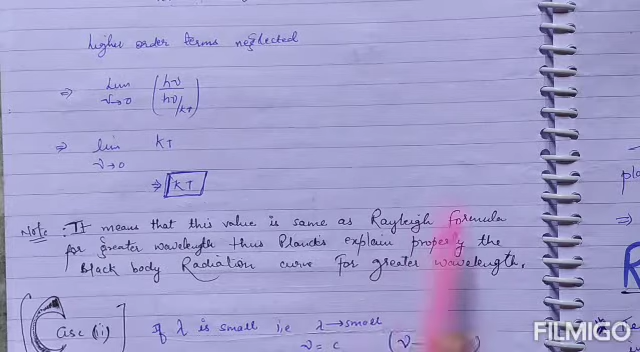 higher order terms neglected
⇒ lim ν→0 (hν / hν/kT)
⇒ lim ν→0 KT
⇒ KT
Note : It means that this value is same as Rayleigh formula
for greater wavelength thus Planck's explain properly the
Black body Radiation curve for greater wavelength.
Case (ii) If λ is small i.e λ→small
ν = c
pla
⇒
R
FILMIGO